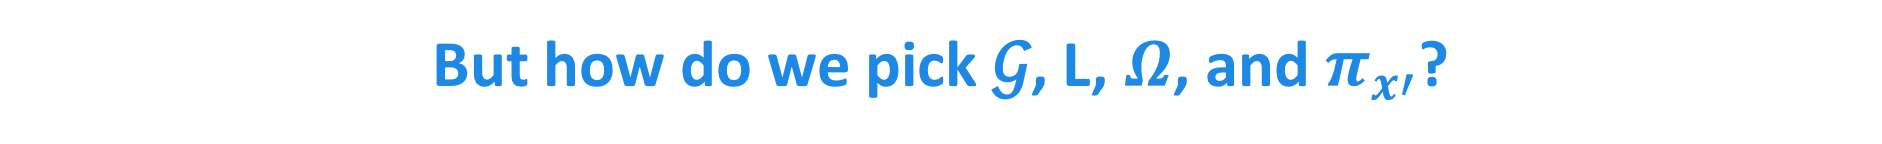 But how do we pick 𝒢, L, Ω, and π_{x′}?